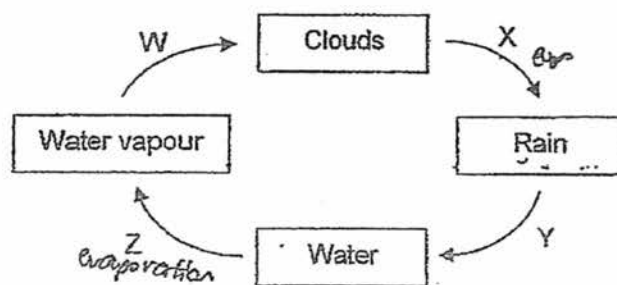 Clouds
W
X
Water vapour
Rain
Z
evaporation
Water
Y